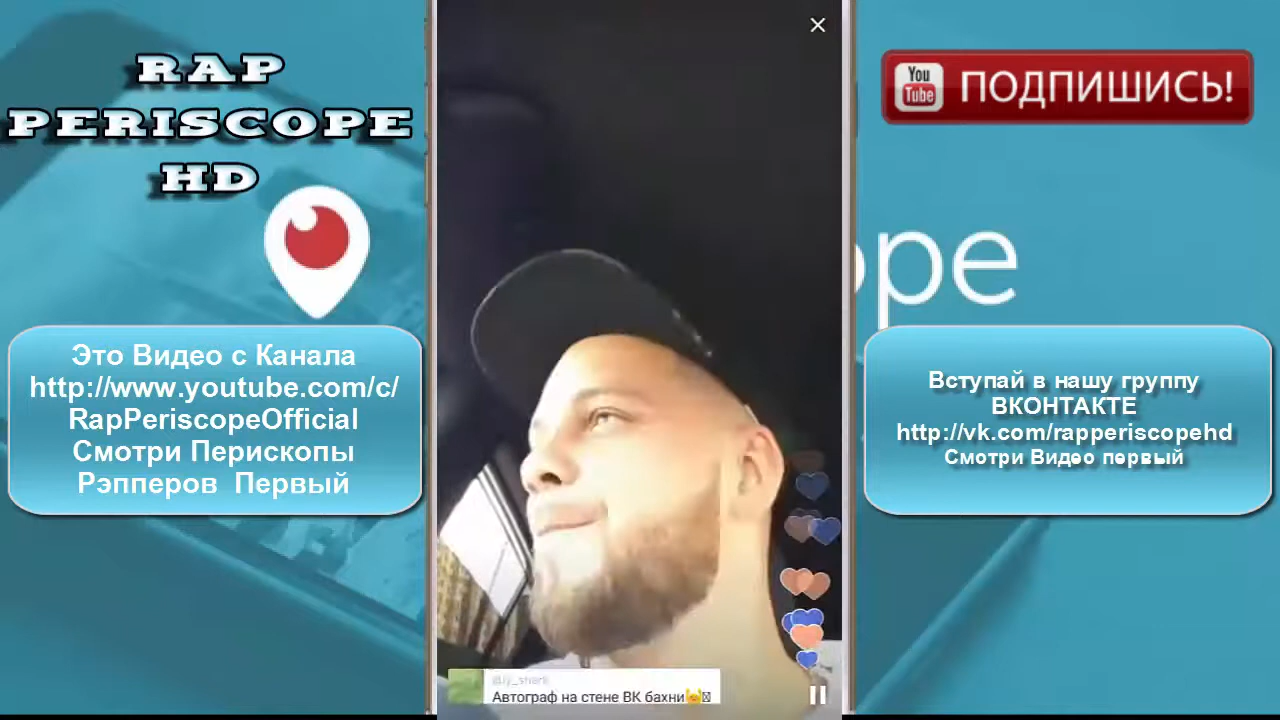 RAP
PERISCOPE
HD
Это Видео с Канала
http://www.youtube.com/c/
RapPeriscopeOfficial
Смотри Перископы
Рэпперов Первый
Автограф на стене ВК бахни
You
Tube
ПОДПИШИСЬ!
ope
Вступай в нашу группу
ВКОНТАКТЕ
http://vk.com/rapperiscopehd
Смотри Видео первый